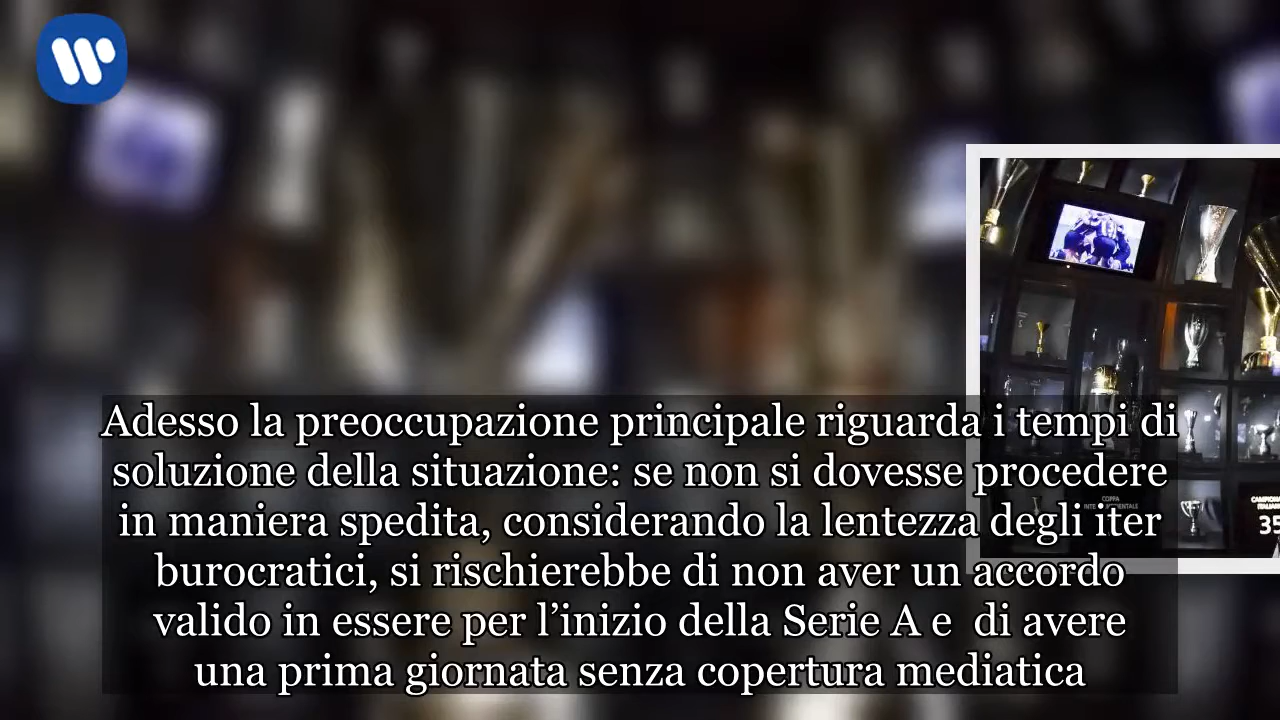 Adesso la preoccupazione principale riguarda i tempi di
soluzione della situazione: se non si dovesse procedere
in maniera spedita, considerando la lentezza degli iter
burocratici, si rischierebbe di non aver un accordo
valido in essere per l’inizio della Serie A e  di avere
una prima giornata senza copertura mediatica
COPPA
35